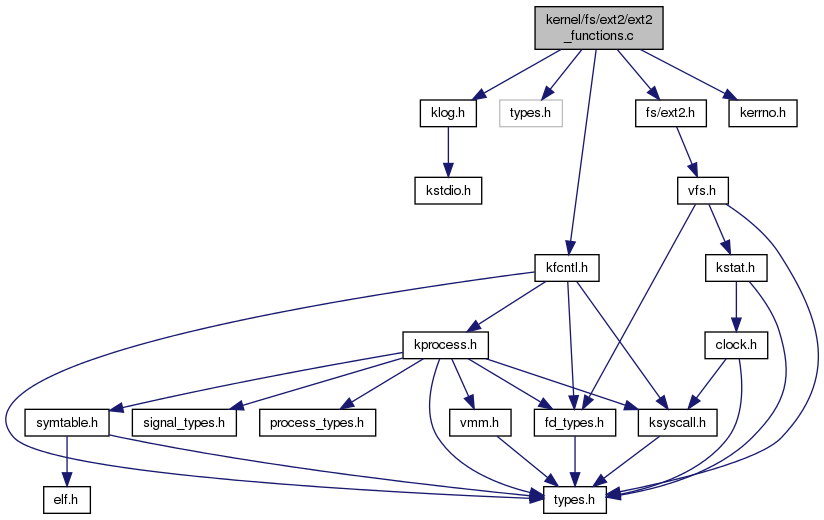 kernel/fs/ext2/ext2
_functions.c
klog.h
types.h
fs/ext2.h
kerrno.h
kstdio.h
vfs.h
kfcntl.h
kstat.h
kprocess.h
clock.h
symtable.h
signal_types.h
process_types.h
vmm.h
fd_types.h
ksyscall.h
elf.h
types.h